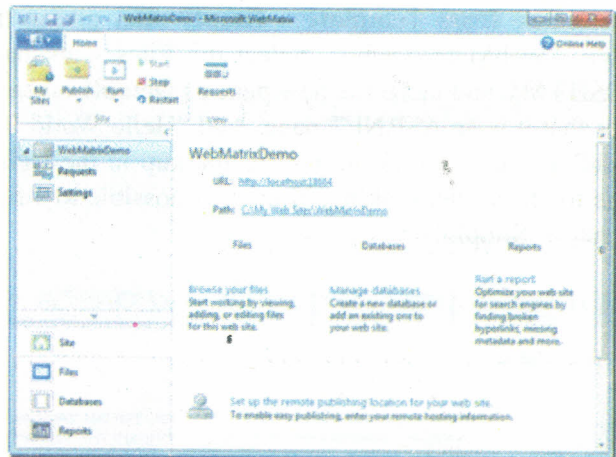 WebMatrixDemo - Microsoft WebMatrix
Home
Online Help
My Sites
Publish
Run
Start
Stop
Restart
Requests
Site
View
WebMatrixDemo
Requests
Settings
WebMatrixDemo
URL: http://localhost:18604
Path: C:\My Web Sites\WebMatrixDemo
Files Databases Reports
Browse your files
Start working by viewing,
adding, or editing files
for this web site.
Manage databases
Create a new database or
add an existing one to
your web site.
Run a report
Optimize your web site
for search engines by
finding broken
hyperlinks, missing
metadata and more.
Site
Files
Databases
Reports
Set up the remote publishing location for your web site.
To enable easy publishing, enter your remote hosting information.